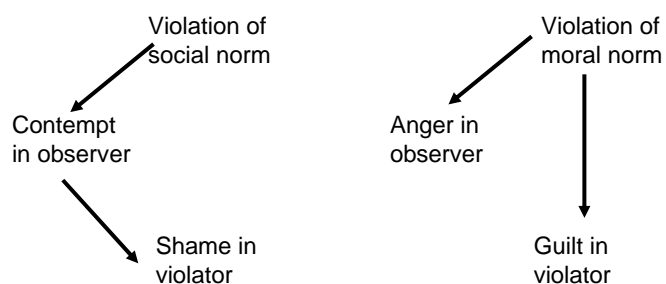 Violation of
social norm
Contempt
in observer
Shame in
violator
Violation of
moral norm
Anger in
observer
Guilt in
violator